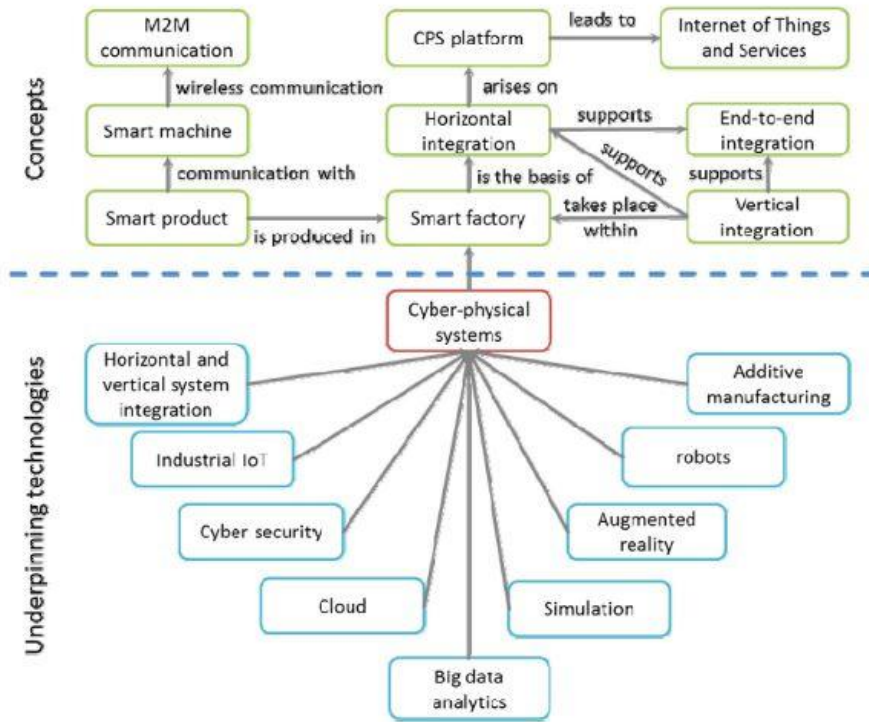 Concepts
M2M
communication
CPS platform
leads to
Internet of Things
and Services
wireless communication
arises on
Smart machine
Horizontal
integration
supports
End-to-end
integration
communication with
is the basis of
supports
supports
Smart product
is produced in
Smart factory
takes place
within
Vertical
integration
Underpinning technologies
Cyber-physical
systems
Horizontal and
vertical system
integration
Additive
manufacturing
Industrial IoT
robots
Cyber security
Augmented
reality
Cloud
Simulation
Big data
analytics